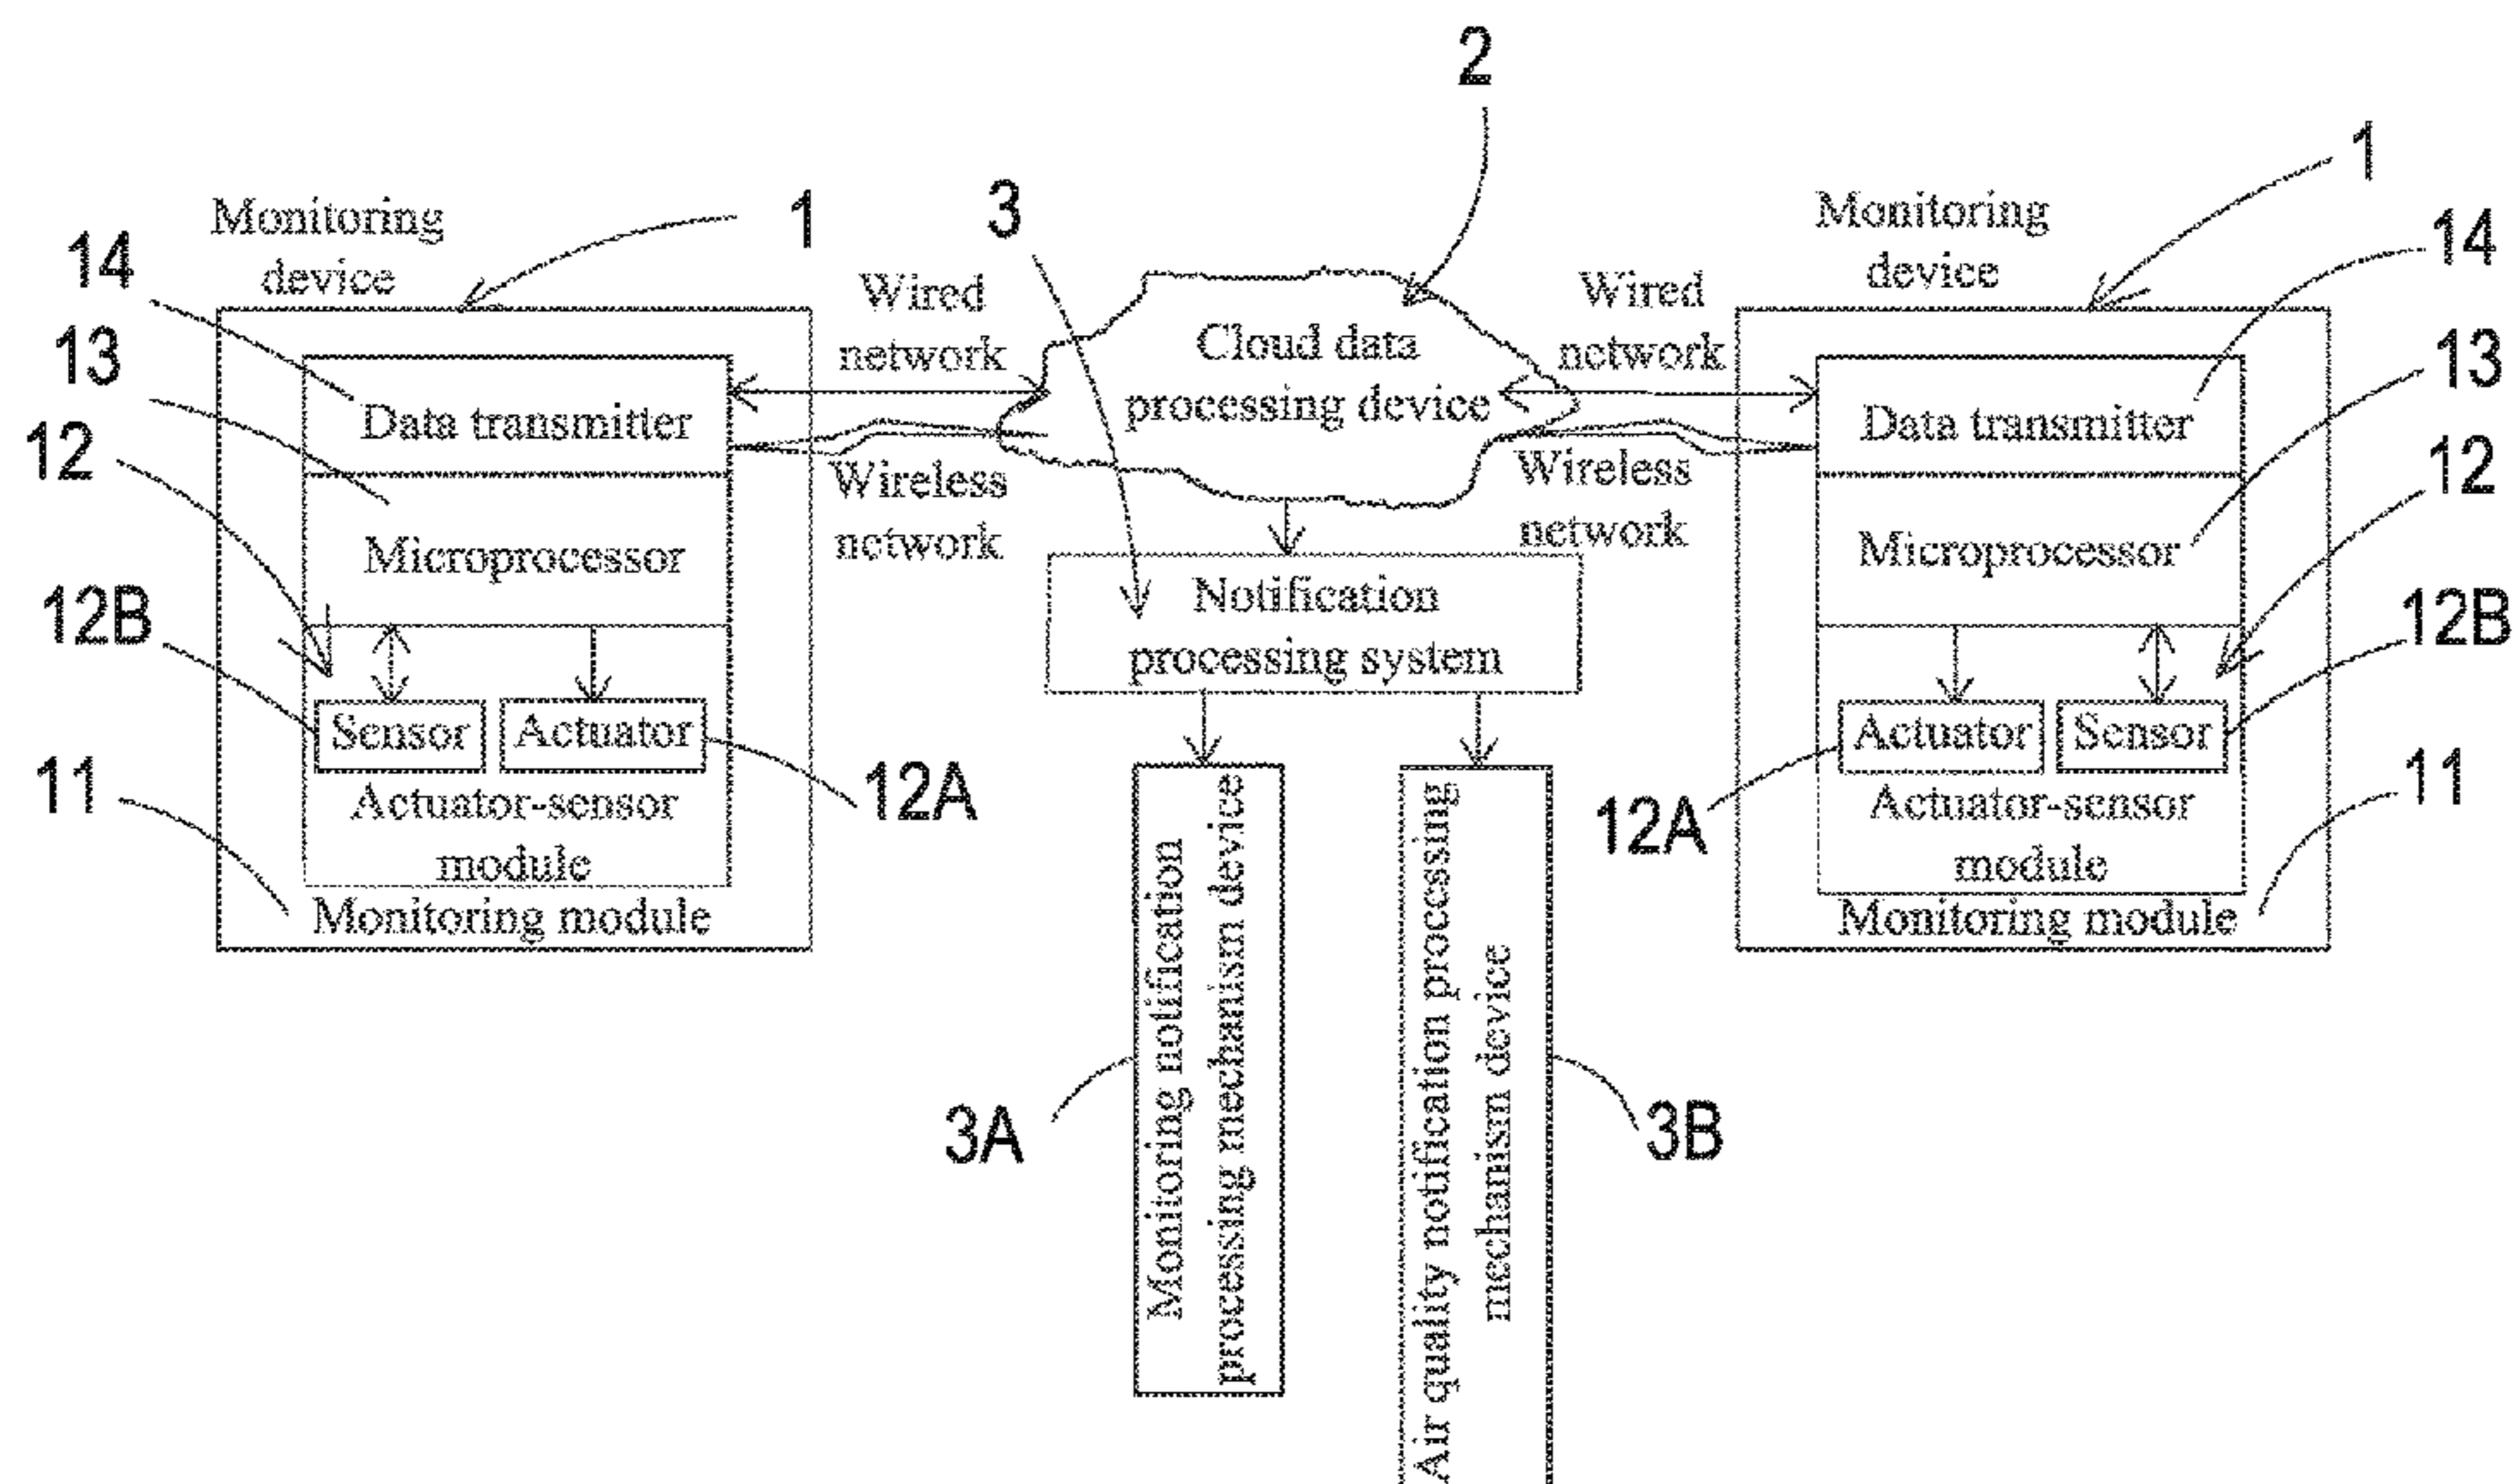 2
1
Monitoring
device
14
13
12
12B
11
Data transmitter
Microprocessor
Sensor
Actuator
Actuator-sensor
module
Monitoring module
12A
1
3
Wired
network
Wireless
network
Cloud data
processing device
Wired
network
Wireless
network
Notification
processing system
Monitoring notification
processing mechanism device
3A
Air quality notification processing
mechanism device
3B
Monitoring
device
14
13
12
12B
11
Data transmitter
Microprocessor
Actuator
Sensor
Actuator-sensor
module
Monitoring module
12A